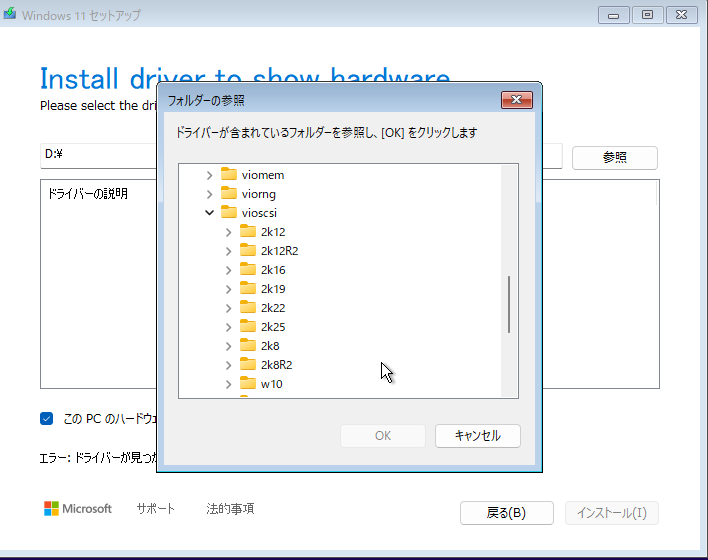 Windows 11 セットアップ
Install driver to show hardware
Please select the dri
D:¥
参照
ドライバーの説明
フォルダーの参照
ドライバーが含まれているフォルダーを参照し、[OK] をクリックします
viomem
viorng
vioscsi
2k12
2k12R2
2k16
2k19
2k22
2k25
2k8
2k8R2
w10
OK
キャンセル
この PC のハードウェ
エラー: ドライバーが見つか
Microsoft
サポート
法的事項
戻る(B)
インストール(I)